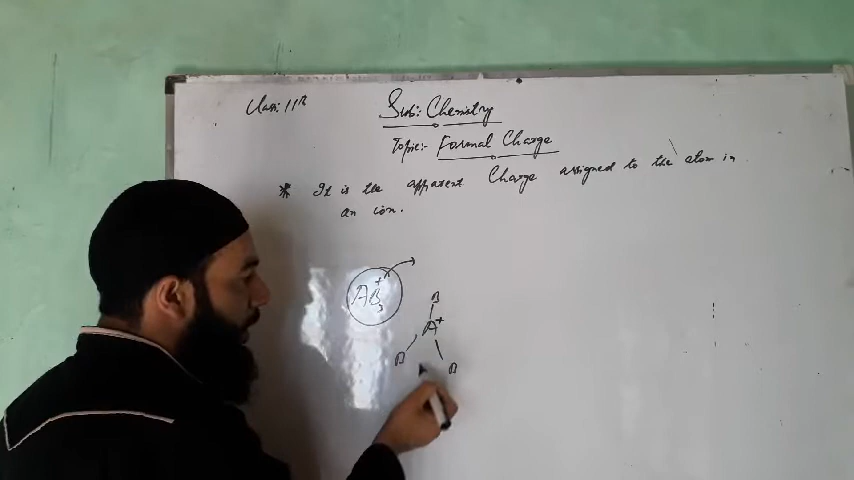 Class: 11th
Sub: Chemistry
Topic:- Formal Charge
* It is the apparent Charge assigned to the atom in
an ion.
AB₃⁺
B
A⁺
B B